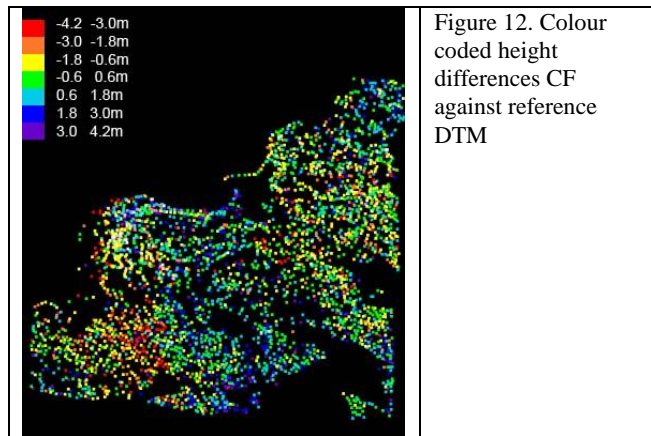 -4.2 -3.0m
-3.0 -1.8m
-1.8 -0.6m
-0.6 0.6m
0.6 1.8m
1.8 3.0m
3.0 4.2m
Figure 12. Colour
coded height
differences CF
against reference
DTM